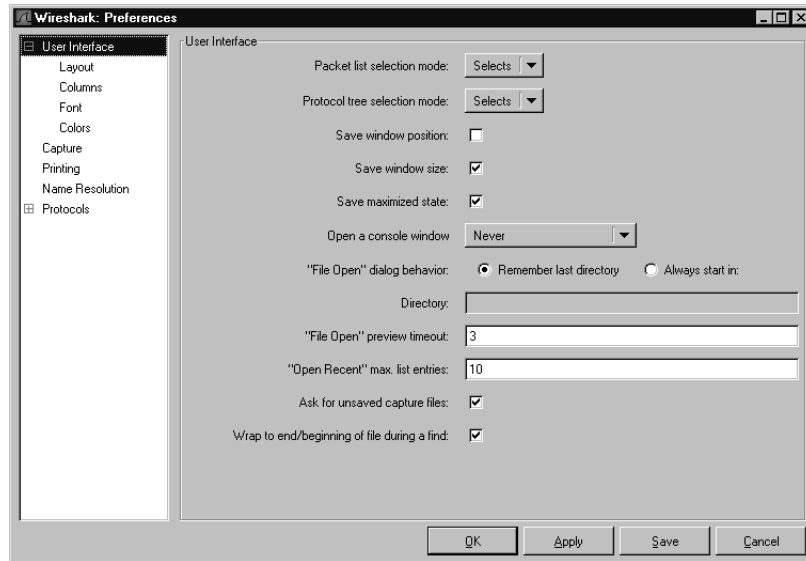 Wireshark: Preferences
User Interface
Layout
Columns
Font
Colors
Capture
Printing
Name Resolution
Protocols
User Interface
Packet list selection mode: Selects
Protocol tree selection mode: Selects
Save window position:
Save window size:
Save maximized state:
Open a console window Never
"File Open" dialog behavior: Remember last directory Always start in:
Directory:
"File Open" preview timeout: 3
"Open Recent" max. list entries: 10
Ask for unsaved capture files:
Wrap to end/beginning of file during a find:
OK Apply Save Cancel